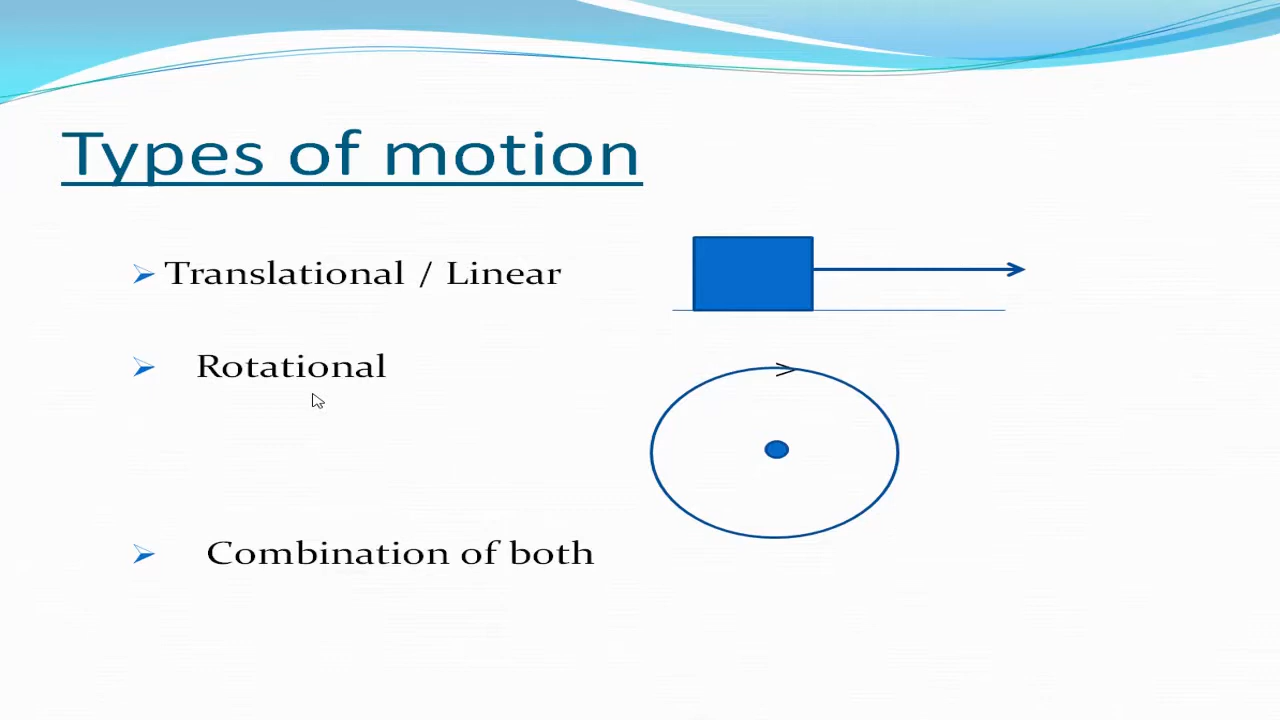 Types of motion
Translational / Linear
Rotational
Combination of both